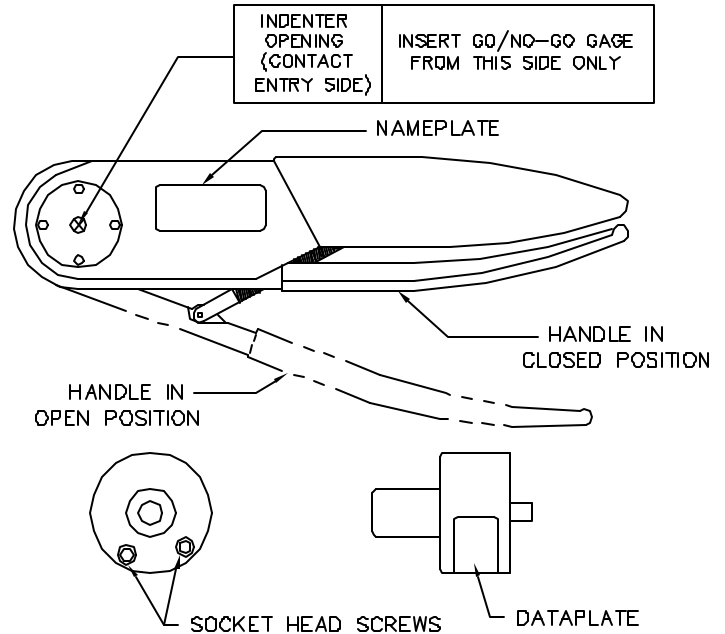 INDENTER
OPENING
(CONTACT
ENTRY SIDE)
INSERT GO/NO-GO GAGE
FROM THIS SIDE ONLY
NAMEPLATE
HANDLE IN
CLOSED POSITION
HANDLE IN
OPEN POSITION
SOCKET HEAD SCREWS
DATAPLATE